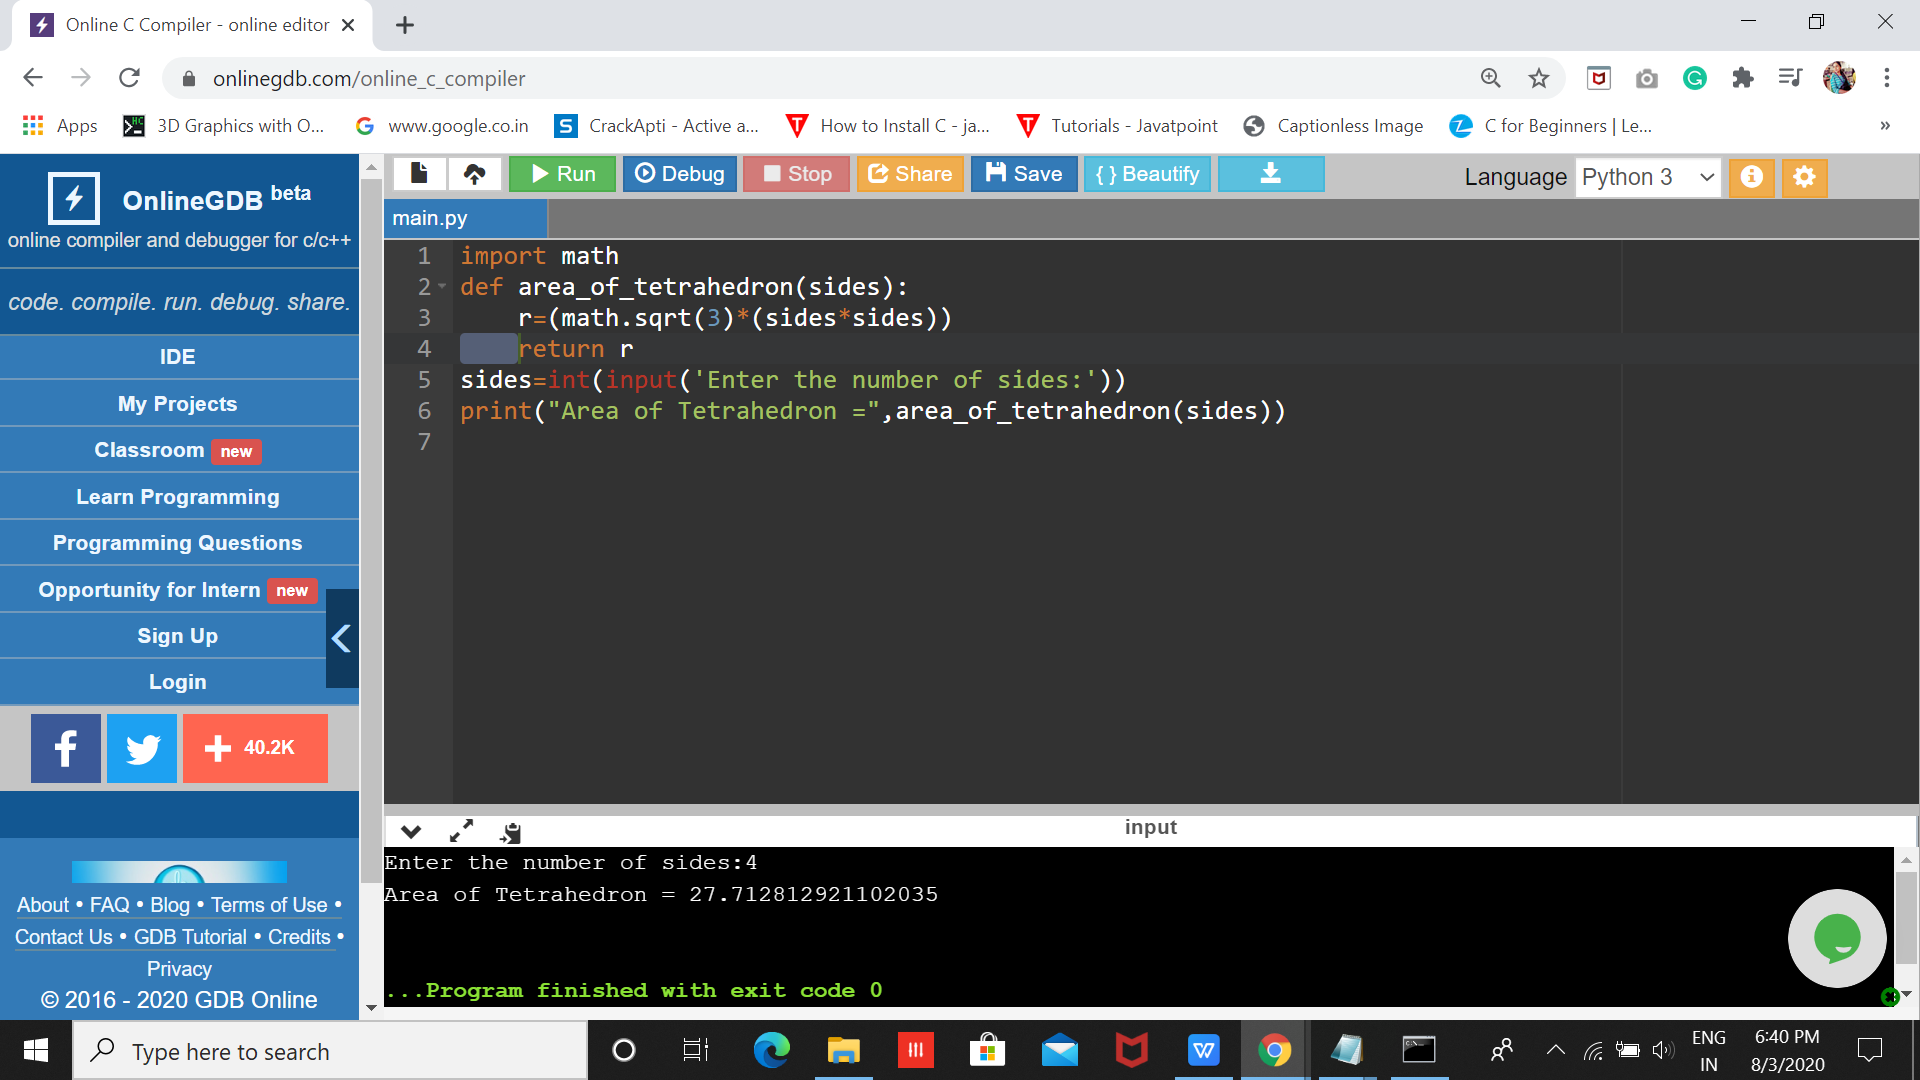 Online C Compiler - online editor
onlinegdb.com/online_c_compiler
Apps 3D Graphics with O... www.google.co.in CrackApti - Active a... How to Install C - ja... Tutorials - Javatpoint Captionless Image C for Beginners | Le... »
OnlineGDB beta
online compiler and debugger for c/c++
code. compile. run. debug. share.
IDE
My Projects
Classroom new
Learn Programming
Programming Questions
Opportunity for Intern new
Sign Up
Login
+ 40.2K
About • FAQ • Blog • Terms of Use •
Contact Us • GDB Tutorial • Credits •
Privacy
© 2016 - 2020 GDB Online
Run Debug Stop Share Save { } Beautify
Language Python 3
main.py
1 import math
2 def area_of_tetrahedron(sides):
3 r=(math.sqrt(3)*(sides*sides))
4 return r
5 sides=int(input('Enter the number of sides:'))
6 print("Area of Tetrahedron =",area_of_tetrahedron(sides))
7
input
Enter the number of sides:4
Area of Tetrahedron = 27.712812921102035
...Program finished with exit code 0
Type here to search
ENG
IN
6:40 PM
8/3/2020